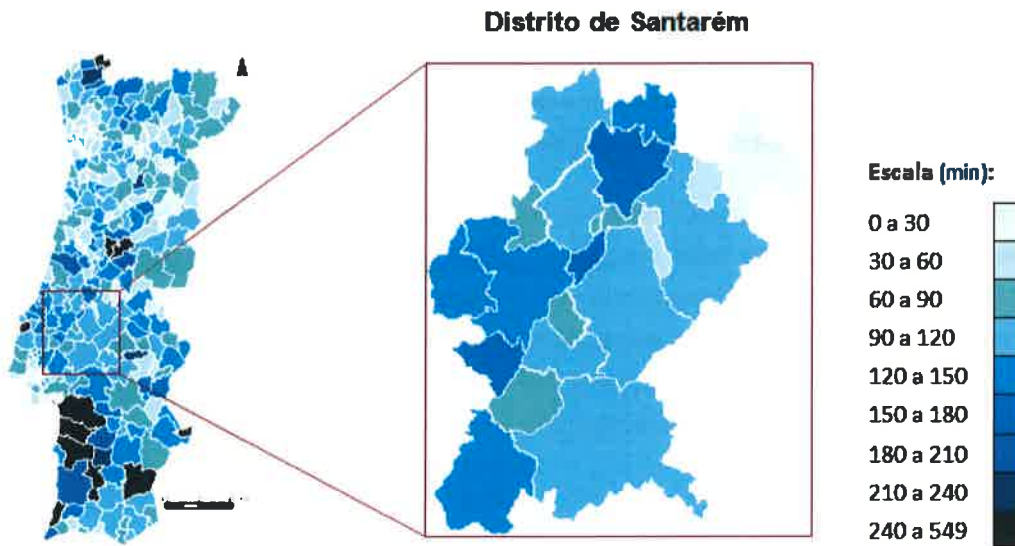 Distrito de Santarém
Escala (min):
0 a 30
30 a 60
60 a 90
90 a 120
120 a 150
150 a 180
180 a 210
210 a 240
240 a 549